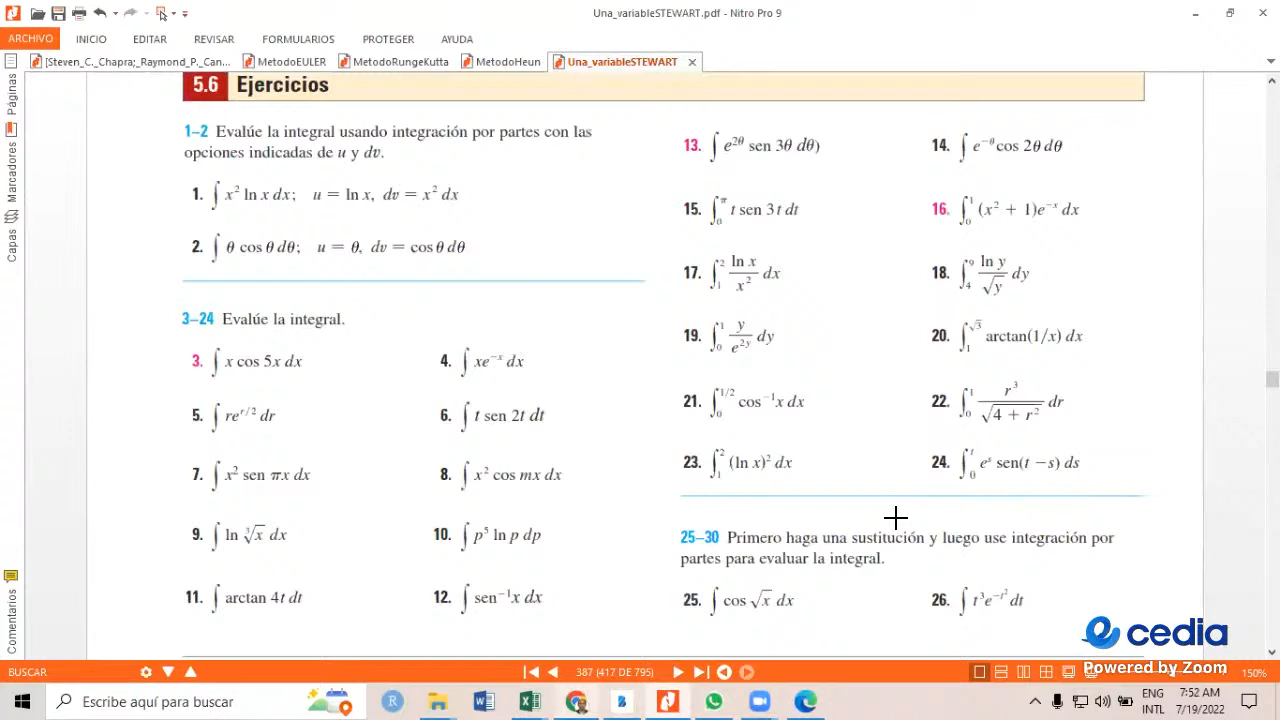 Una_variableSTEWART.pdf - Nitro Pro 9
ARCHIVO INICIO EDITAR REVISAR FORMULARIOS PROTEGER AYUDA
[Steven_C._Chapra;_Raymond_P._Can... MetodoEULER MetodoRungeKutta MetodoHeun Una_variableSTEWART
Páginas
Marcadores
Capas
Comentarios
5.6 Ejercicios
1–2 Evalúe la integral usando integración por partes con las
opciones indicadas de u y dv.
1. ∫ x² ln x dx; u = ln x, dv = x² dx
2. ∫ θ cos θ dθ; u = θ, dv = cos θ dθ
3–24 Evalúe la integral.
3. ∫ x cos 5x dx 4. ∫ xe⁻ˣ dx
5. ∫ re^{r/2} dr 6. ∫ t sen 2t dt
7. ∫ x² sen πx dx 8. ∫ x² cos mx dx
9. ∫ ln ∛x dx 10. ∫ p⁵ ln p dp
11. ∫ arctan 4t dt 12. ∫ sen⁻¹x dx
13. ∫ e^{2θ} sen 3θ dθ) 14. ∫ e^{-θ} cos 2θ dθ
15. ∫₀^π t sen 3t dt 16. ∫₀¹ (x² + 1)e⁻ˣ dx
17. ∫₁² (ln x)/(x²) dx 18. ∫₄⁹ (ln y)/(√y) dy
19. ∫₀¹ y/(e^{2y}) dy 20. ∫₁^{√3} arctan(1/x) dx
21. ∫₀^{1/2} cos⁻¹x dx 22. ∫₀¹ r³/(√(4 + r²)) dr
23. ∫₁² (ln x)² dx 24. ∫₀^t e^s sen(t − s) ds
25–30 Primero haga una sustitución y luego use integración por
partes para evaluar la integral.
25. ∫ cos √x dx 26. ∫ t³e^{-t²} dt
cedia
Powered by Zoom
BUSCAR 387 (417 DE 795) 150%
Escribe aquí para buscar
ENG 7:52 AM
INTL 7/19/2022